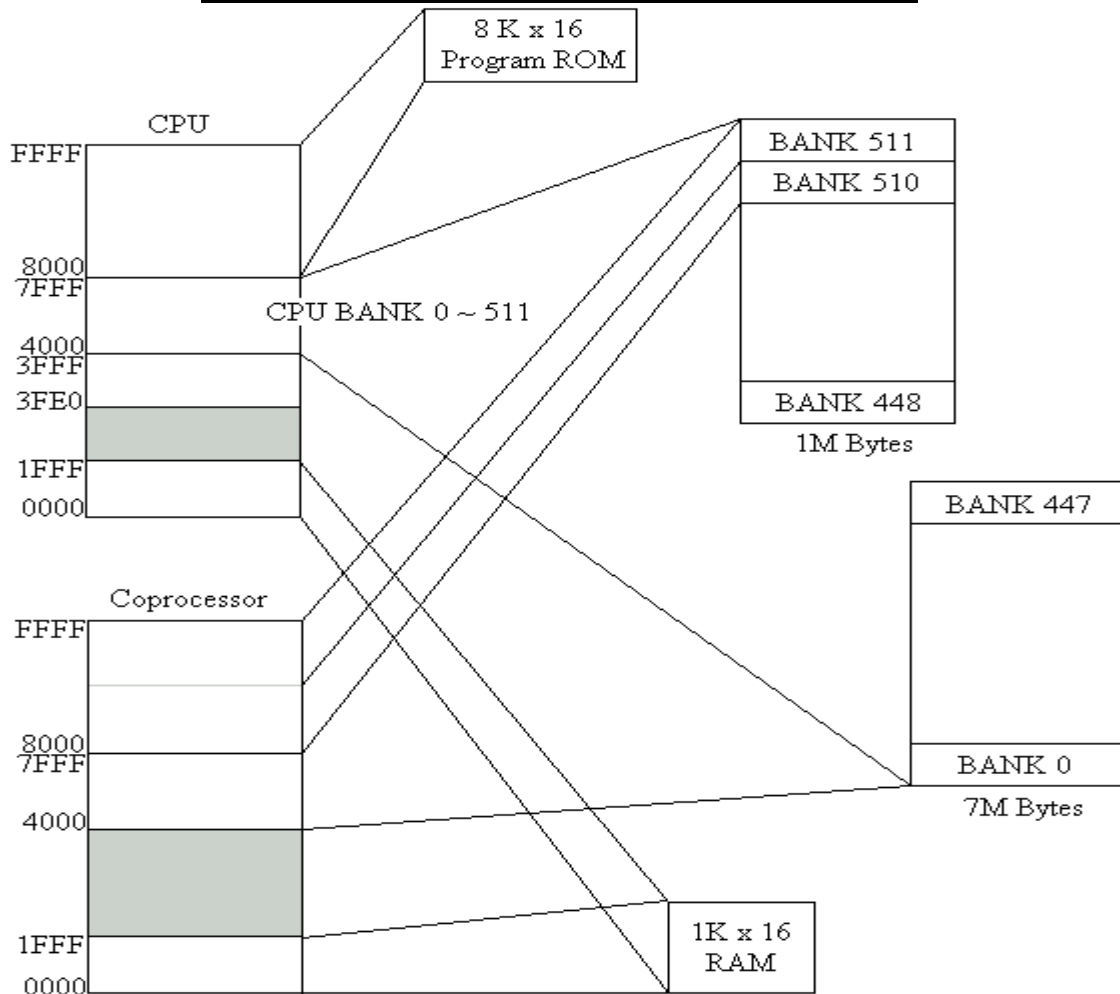 8 K x 16
Program ROM
CPU
FFFF
8000
7FFF
CPU BANK 0 ~ 511
4000
3FFF
3FE0
1FFF
0000
BANK 511
BANK 510
BANK 448
1M Bytes
BANK 447
BANK 0
7M Bytes
Coprocessor
FFFF
8000
7FFF
4000
1FFF
0000
1K x 16
RAM